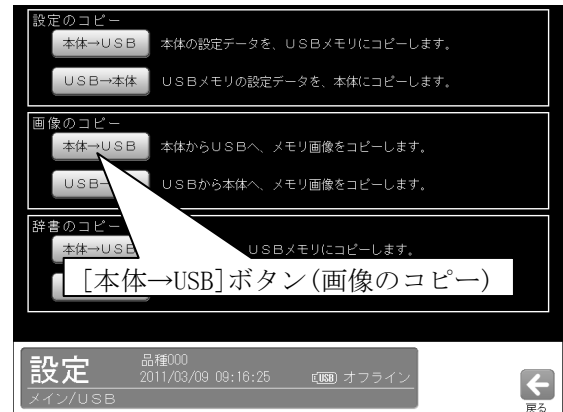 設定のコピー
本体→USB 本体の設定データを、USBメモリにコピーします。
USB→本体 USBメモリの設定データを、本体にコピーします。
画像のコピー
本体→USB 本体からUSBへ、メモリ画像をコピーします。
USB→ USBから本体へ、メモリ画像をコピーします。
辞書のコピー
本体→USB USBメモリにコピーします。
[本体→USB]ボタン(画像のコピー)
設定 品種000
2011/03/09 09:16:25 USB オフライン
メイン/USB
戻る